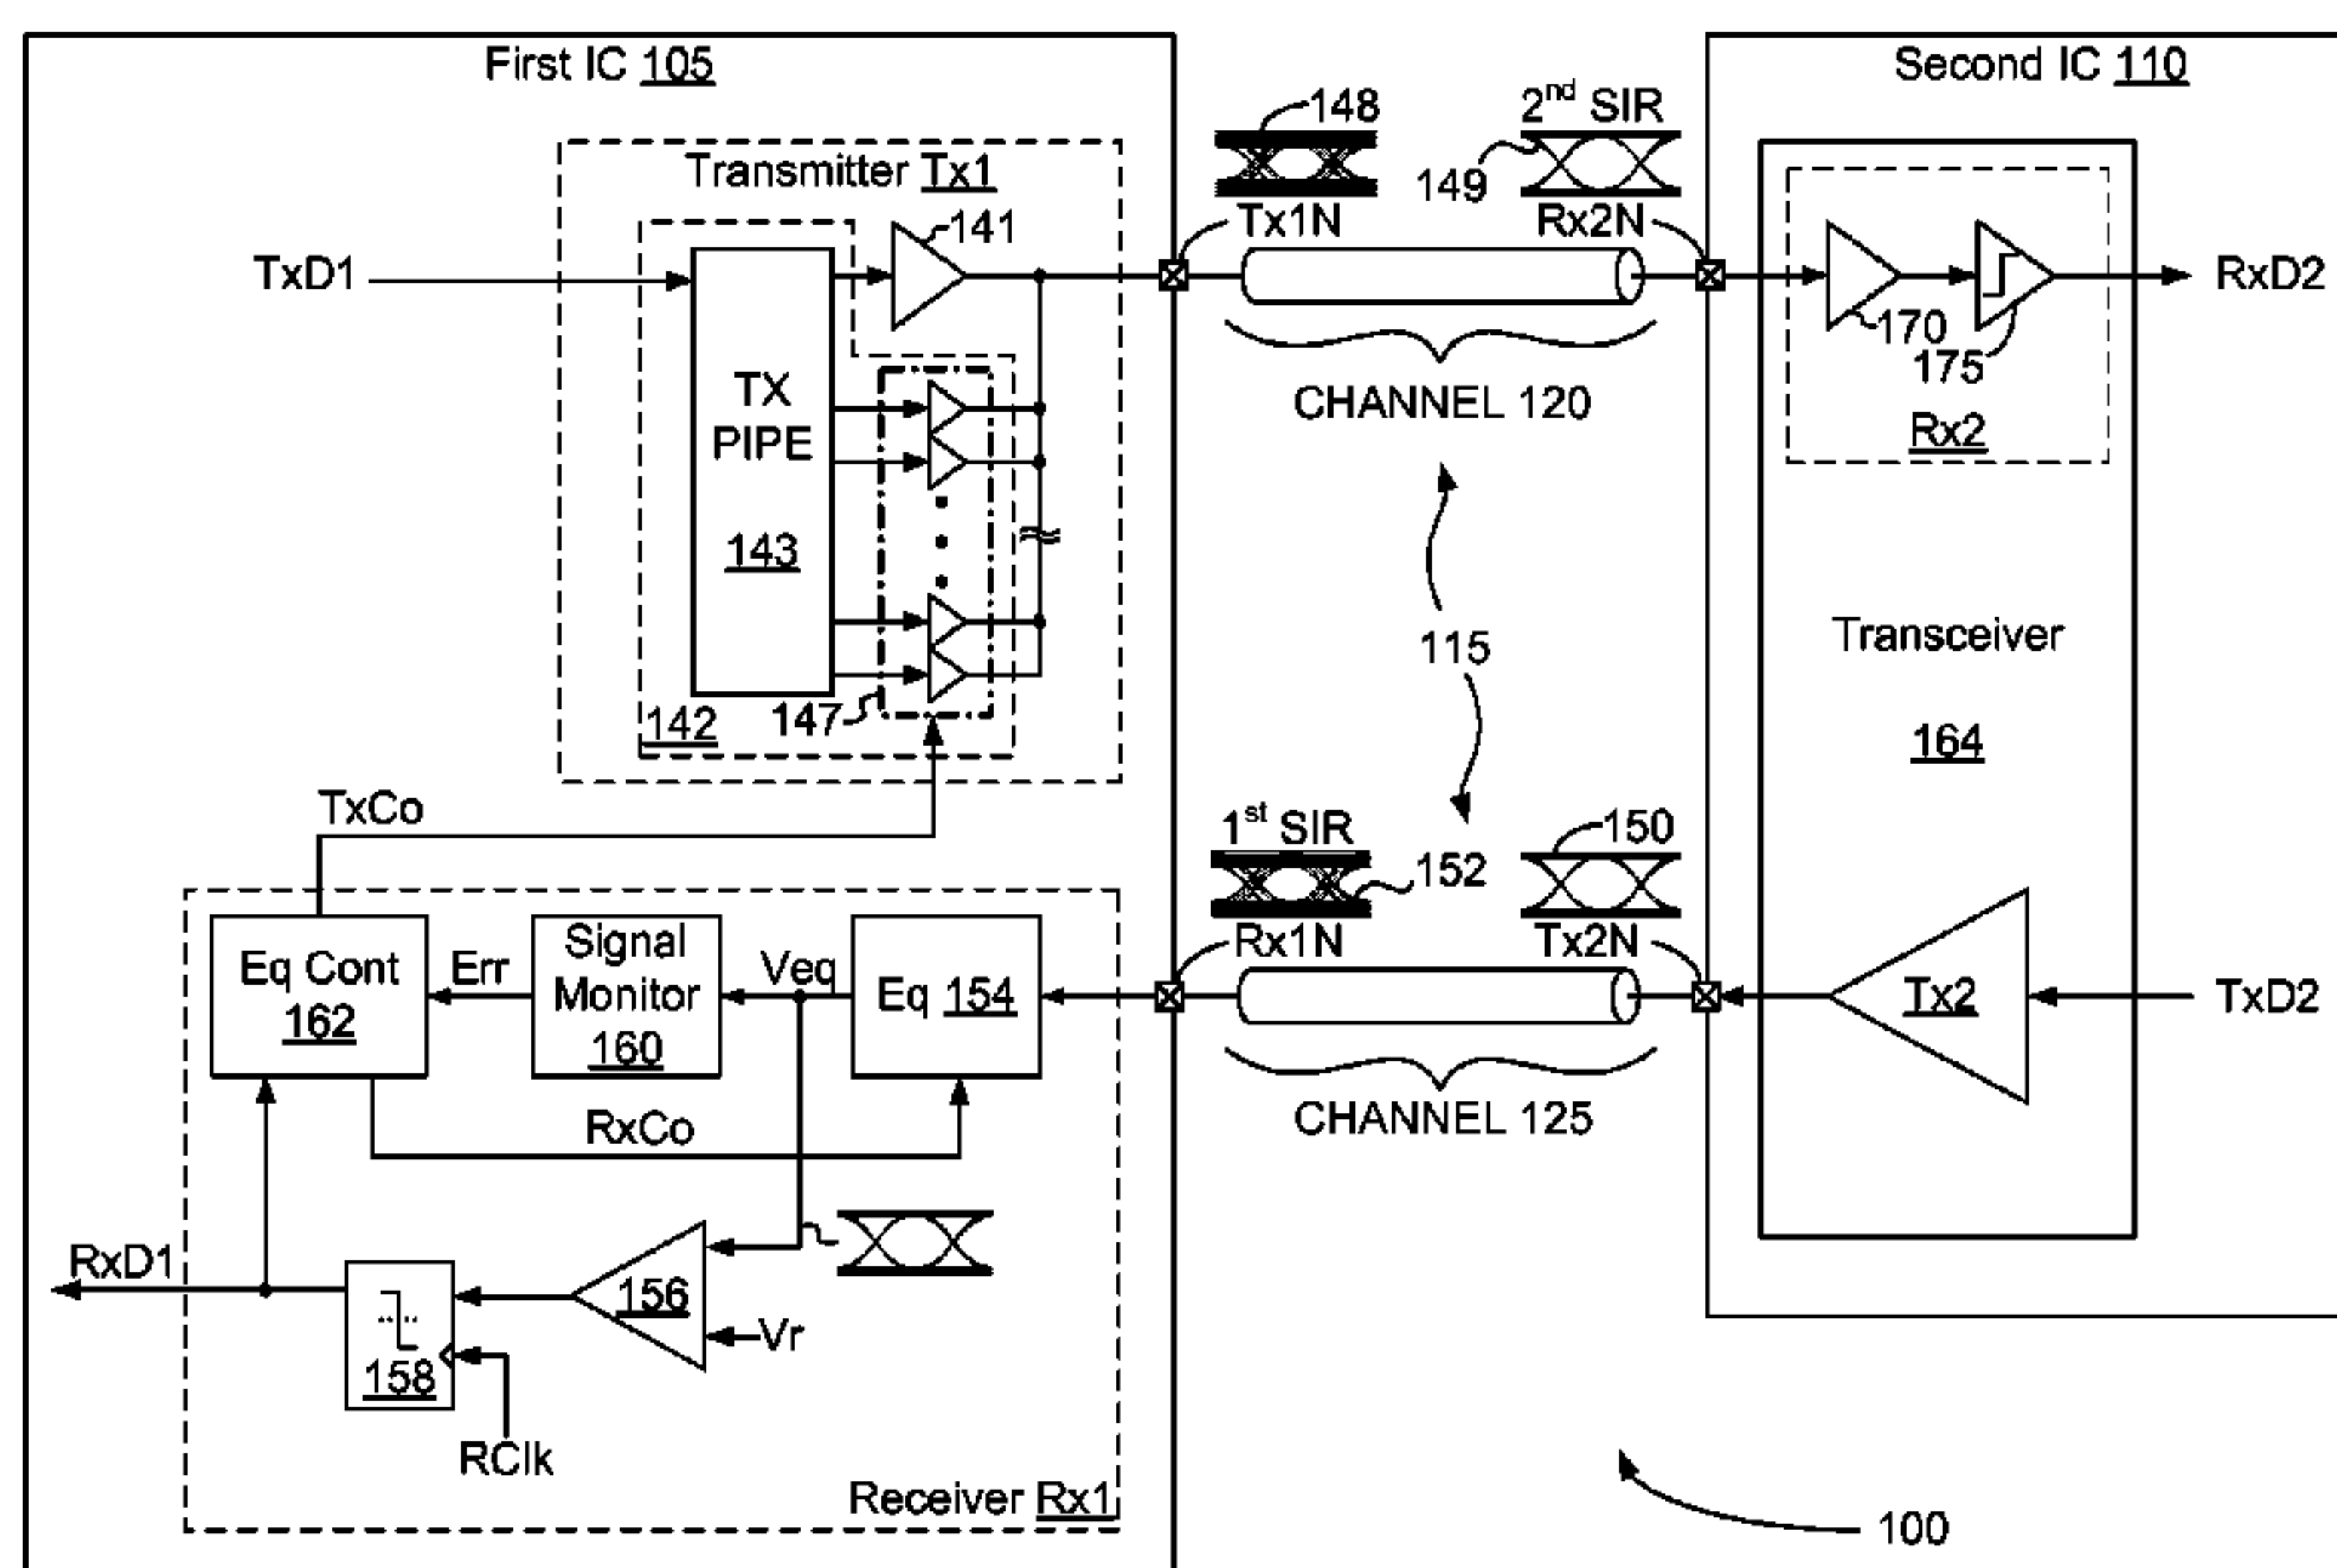 First IC 105
Second IC 110
Transmitter Tx1
TxD1
TX
PIPE
143
141
142
147
148
Tx1N
2nd SIR
149
Rx2N
CHANNEL 120
170
175
Rx2
RxD2
115
Transceiver
164
TxCo
1st SIR
152
Rx1N
150
Tx2N
CHANNEL 125
Tx2
TxD2
Eq Cont
162
Err
Signal
Monitor
160
Veq
Eq 154
RxCo
RxD1
158
156
Vr
RClk
Receiver Rx1
100